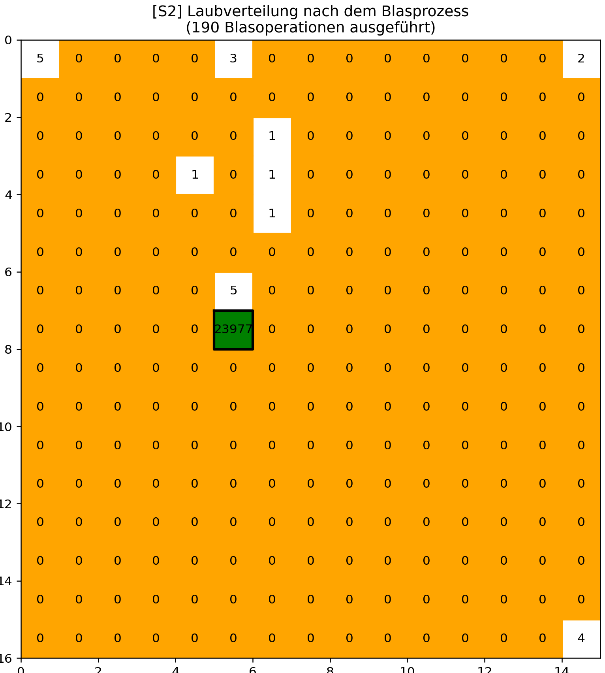 [S2] Laubverteilung nach dem Blasprozess
(190 Blasoperationen ausgeführt)
0
5 0 0 0 0 3 0 0 0 0 0 0 0 0 2
0 0 0 0 0 0 0 0 0 0 0 0 0 0 0
2
0 0 0 0 0 0 1 0 0 0 0 0 0 0 0
0 0 0 0 1 0 1 0 0 0 0 0 0 0 0
4
0 0 0 0 0 0 1 0 0 0 0 0 0 0 0
0 0 0 0 0 0 0 0 0 0 0 0 0 0 0
6
0 0 0 0 0 5 0 0 0 0 0 0 0 0 0
0 0 0 0 0 23977 0 0 0 0 0 0 0 0 0
8
0 0 0 0 0 0 0 0 0 0 0 0 0 0 0
0 0 0 0 0 0 0 0 0 0 0 0 0 0 0
10
0 0 0 0 0 0 0 0 0 0 0 0 0 0 0
0 0 0 0 0 0 0 0 0 0 0 0 0 0 0
12
0 0 0 0 0 0 0 0 0 0 0 0 0 0 0
0 0 0 0 0 0 0 0 0 0 0 0 0 0 0
14
0 0 0 0 0 0 0 0 0 0 0 0 0 0 0
0 0 0 0 0 0 0 0 0 0 0 0 0 0 4
16
0 2 4 6 8 10 12 14